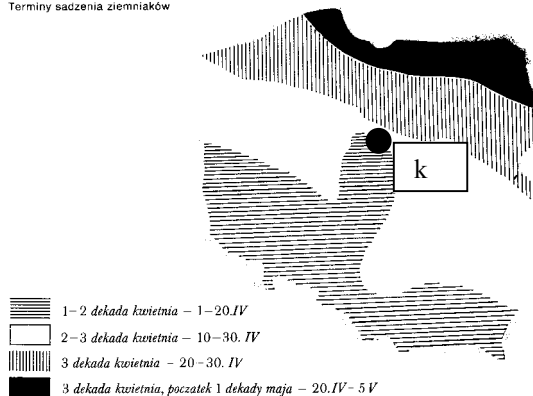 Terminy sadzenia ziemniaków
k
1-2 dekada kwietnia - 1-20.IV
2-3 dekada kwietnia - 10-30. IV
3 dekada kwietnia - 20-30. IV
3 dekada kwietnia, poczatek 1 dekady maja - 20.IV-5 V